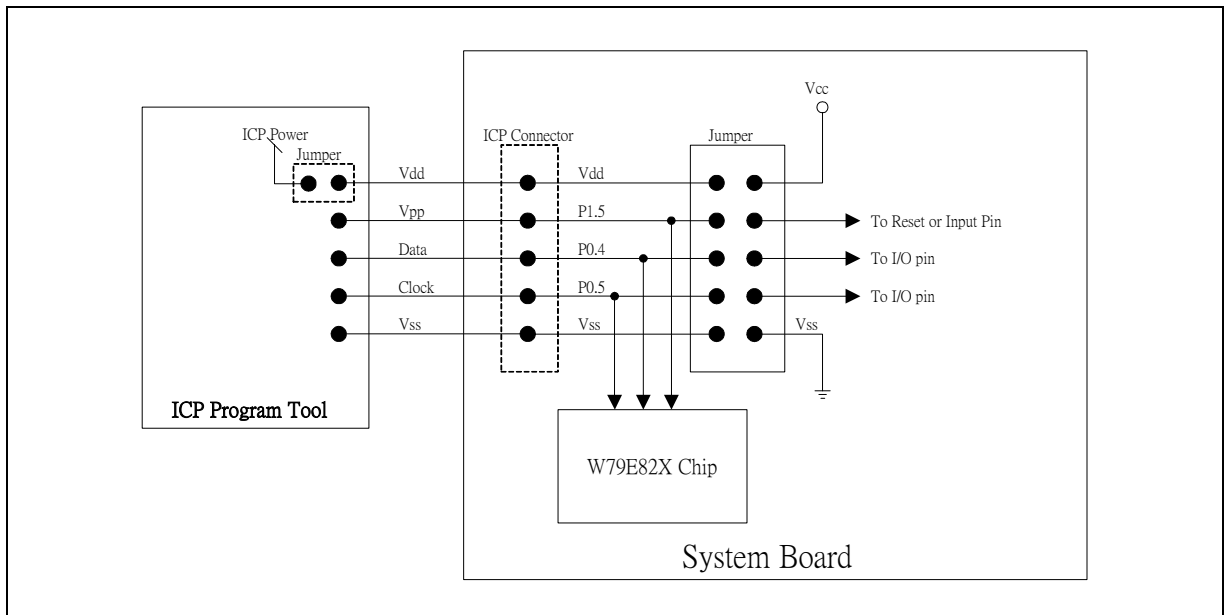 Vcc
ICP Power
Jumper
ICP Connector
Jumper
Vdd
Vdd
Vpp
P1.5
To Reset or Input Pin
Data
P0.4
To I/O pin
Clock
P0.5
To I/O pin
Vss
Vss
Vss
ICP Program Tool
W79E82X Chip
System Board